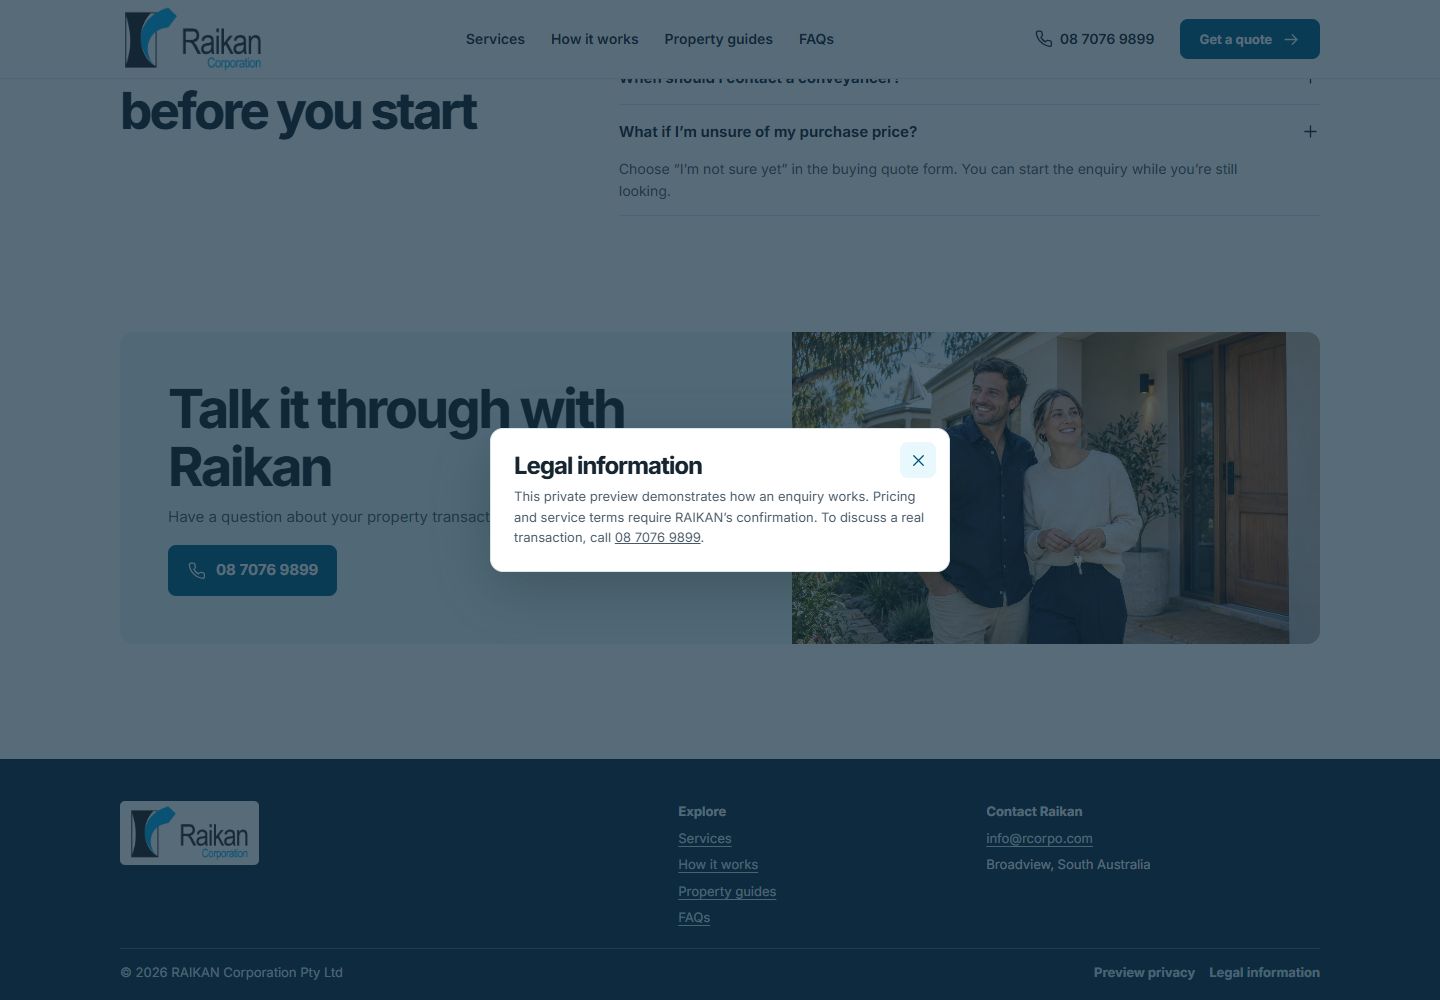 Raikan
Corporation
Services
How it works
Property guides
FAQs
08 7076 9899
Get a quote
When should I contact a conveyancer?
before you start
What if I’m unsure of my purchase price?
Choose “I’m not sure yet” in the buying quote form. You can start the enquiry while you’re still
looking.
Talk it through with
Raikan
Have a question about your property transact
08 7076 9899
Legal information
This private preview demonstrates how an enquiry works. Pricing
and service terms require RAIKAN’s confirmation. To discuss a real
transaction, call 08 7076 9899.
Raikan
Corporation
Explore
Services
How it works
Property guides
FAQs
Contact Raikan
info@rcorpo.com
Broadview, South Australia
© 2026 RAIKAN Corporation Pty Ltd
Preview privacy
Legal information